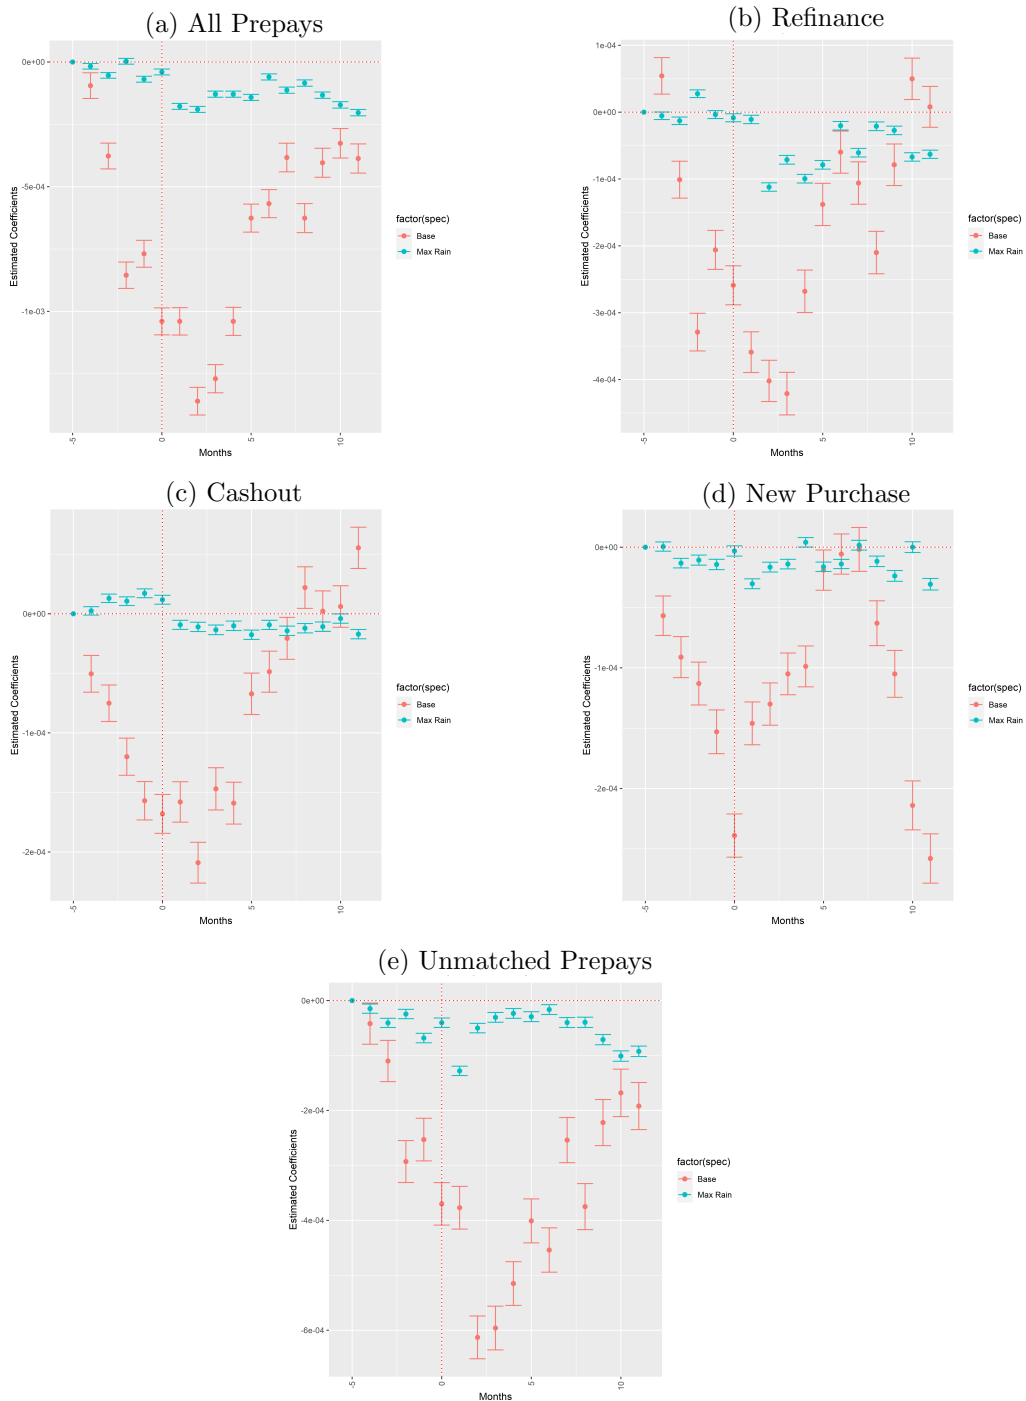 (a) All Prepays
0e+00
-5e-04
-1e-03
Estimated Coefficients
-5
0
5
10
Months
factor(spec)
Base
Max Rain
(b) Refinance
1e-04
0e+00
-1e-04
-2e-04
-3e-04
-4e-04
Estimated Coefficients
-5
0
5
10
Months
factor(spec)
Base
Max Rain
(c) Cashout
0e+00
-1e-04
-2e-04
Estimated Coefficients
-5
0
5
10
Months
factor(spec)
Base
Max Rain
(d) New Purchase
0e+00
-1e-04
-2e-04
Estimated Coefficients
-5
0
5
10
Months
factor(spec)
Base
Max Rain
(e) Unmatched Prepays
0e+00
-2e-04
-4e-04
-6e-04
Estimated Coefficients
-5
0
5
10
Months
factor(spec)
Base
Max Rain